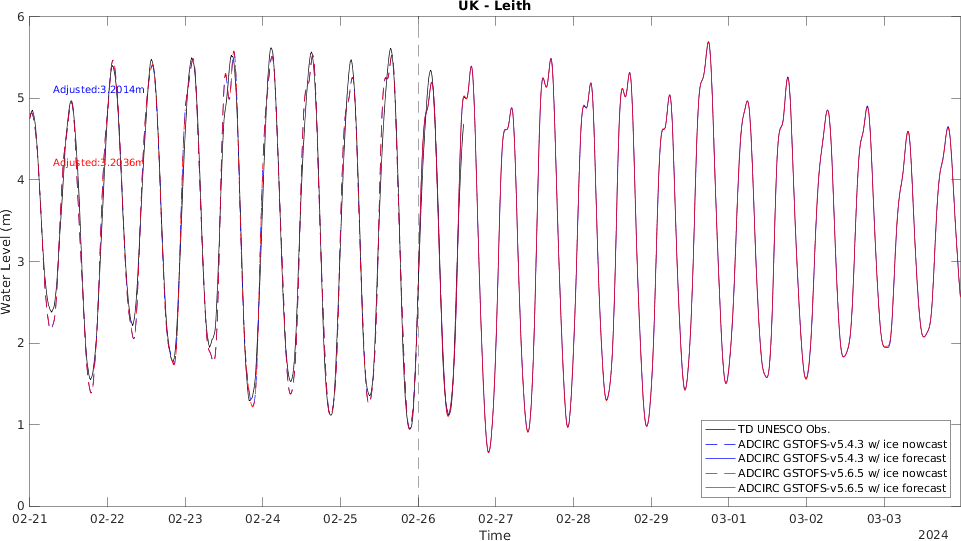 UK - Leith
6
5
4
3
2
1
0
Water Level (m)
Adjusted:3.2014m
Adjusted:3.2036m
TD UNESCO Obs.
ADCIRC GSTOFS-v5.4.3 w/ ice nowcast
ADCIRC GSTOFS-v5.4.3 w/ ice forecast
ADCIRC GSTOFS-v5.6.5 w/ ice nowcast
ADCIRC GSTOFS-v5.6.5 w/ ice forecast
02-21 02-22 02-23 02-24 02-25 02-26 02-27 02-28 02-29 03-01 03-02 03-03
Time
2024